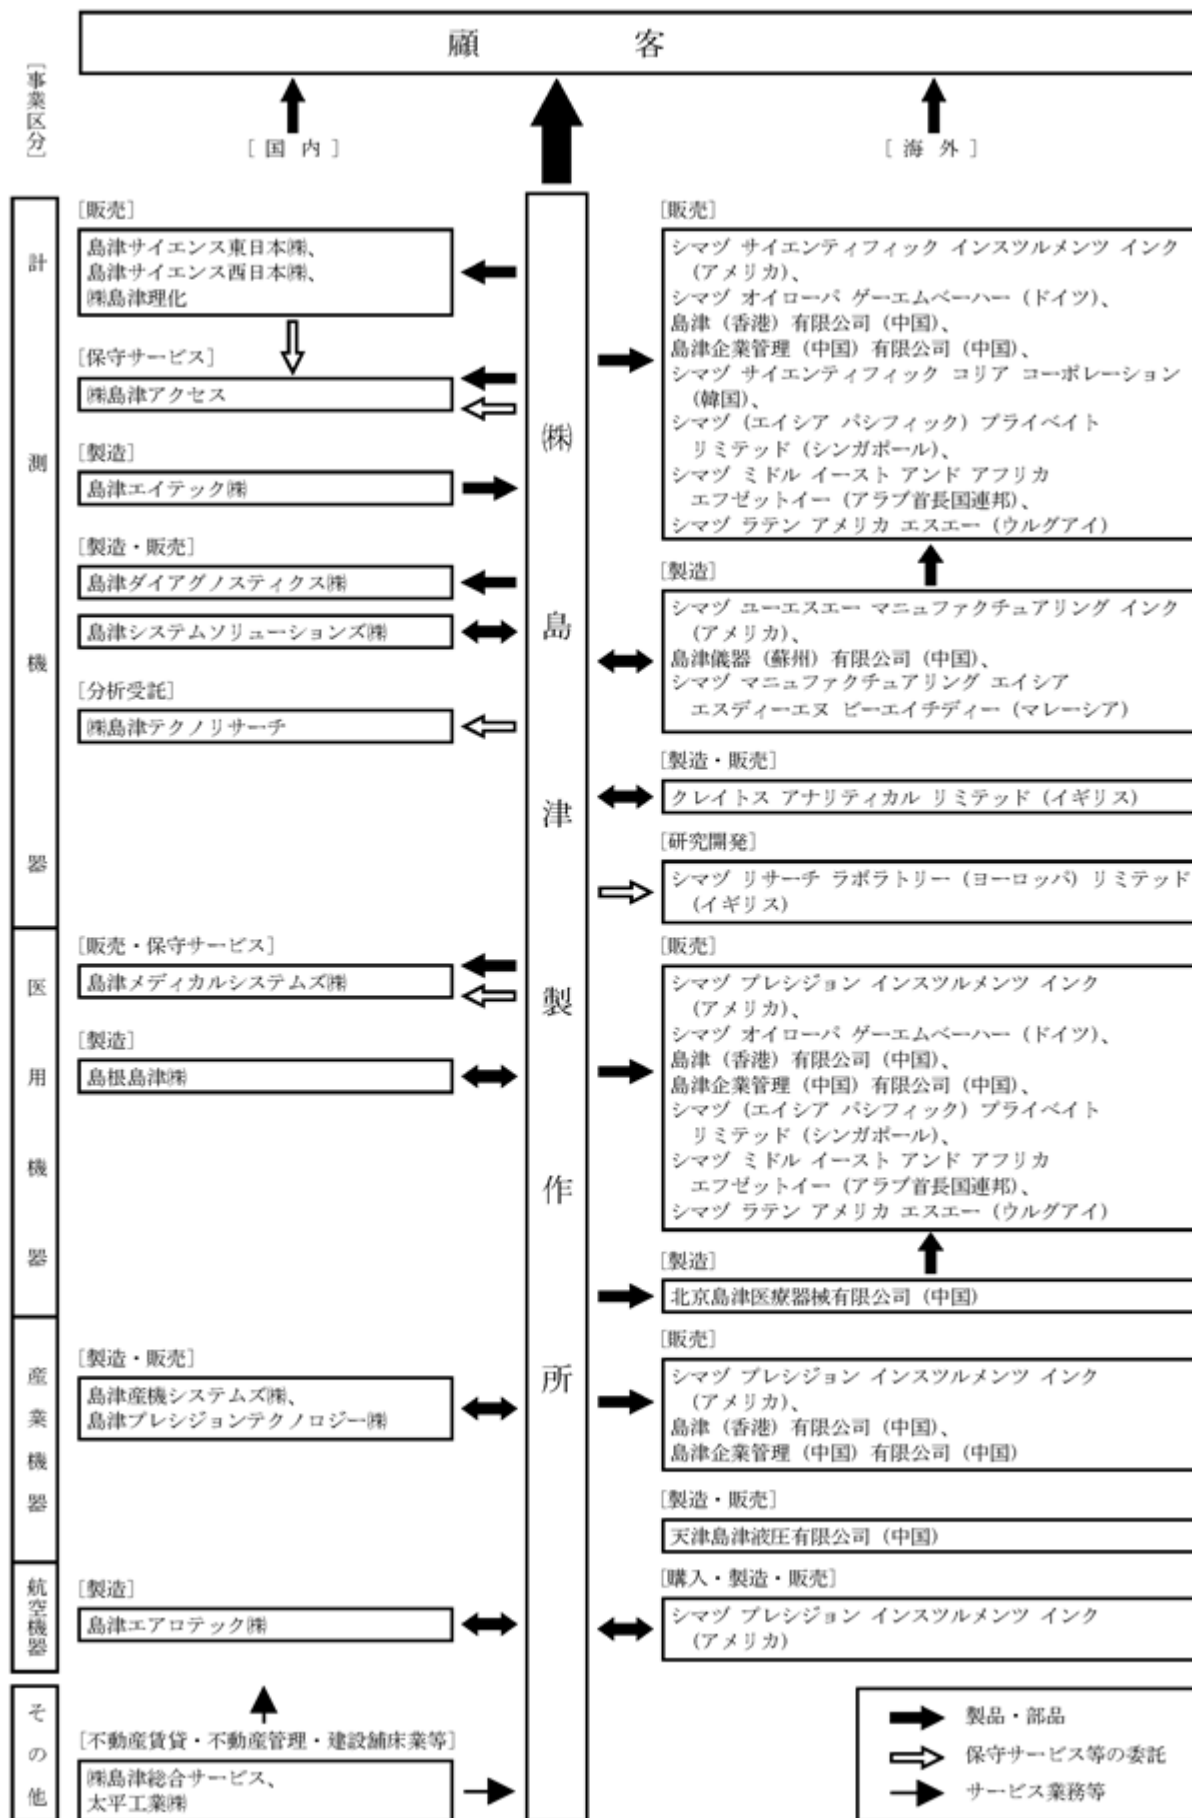 顧客
[事業区分]
[国内]
[海外]
計測機器
[販売]
島津サイエンス東日本㈱、
島津サイエンス西日本㈱、
㈱島津理化
[保守サービス]
㈱島津アクセス
[製造]
島津エイテック㈱
[製造・販売]
島津ダイアグノスティクス㈱
島津システムソリューションズ㈱
[分析受託]
㈱島津テクノリサーチ
医用機器
[販売・保守サービス]
島津メディカルシステムズ㈱
[製造]
島根島津㈱
産業機器
[製造・販売]
島津産機システムズ㈱、
島津プレシジョンテクノロジー㈱
航空機器
[製造]
島津エアロテック㈱
その他
[不動産賃貸・不動産管理・建設舗床業等]
㈱島津総合サービス、
太平工業㈱
㈱島津製作所
[販売]
シマヅ サイエンティフィック インスツルメンツ インク
(アメリカ)、
シマヅ オイローパ ゲーエムベーハー (ドイツ)、
島津 (香港) 有限公司 (中国)、
島津企業管理 (中国) 有限公司 (中国)、
シマヅ サイエンティフィック コリア コーポレーション
(韓国)、
シマヅ (エイシア パシフィック) プライベイト
リミテッド (シンガポール)、
シマヅ ミドル イースト アンド アフリカ
エフゼットイー (アラブ首長国連邦)、
シマヅ ラテン アメリカ エスエー (ウルグアイ)
[製造]
シマヅ ユーエスエー マニュファクチュアリング インク
(アメリカ)、
島津儀器 (蘇州) 有限公司 (中国)、
シマヅ マニュファクチュアリング エイシア
エスディーエヌ ビーエイチディー (マレーシア)
[製造・販売]
クレイトス アナリティカル リミテッド (イギリス)
[研究開発]
シマヅ リサーチ ラボラトリー (ヨーロッパ) リミテッド
(イギリス)
[販売]
シマヅ プレシジョン インスツルメンツ インク
(アメリカ)、
シマヅ オイローパ ゲーエムベーハー (ドイツ)、
島津 (香港) 有限公司 (中国)、
島津企業管理 (中国) 有限公司 (中国)、
シマヅ (エイシア パシフィック) プライベイト
リミテッド (シンガポール)、
シマヅ ミドル イースト アンド アフリカ
エフゼットイー (アラブ首長国連邦)、
シマヅ ラテン アメリカ エスエー (ウルグアイ)
[製造]
北京島津医療器械有限公司 (中国)
[販売]
シマヅ プレシジョン インスツルメンツ インク
(アメリカ)、
島津 (香港) 有限公司 (中国)、
島津企業管理 (中国) 有限公司 (中国)
[製造・販売]
天津島津液圧有限公司 (中国)
[購入・製造・販売]
シマヅ プレシジョン インスツルメンツ インク
(アメリカ)
製品・部品
保守サービス等の委託
サービス業務等